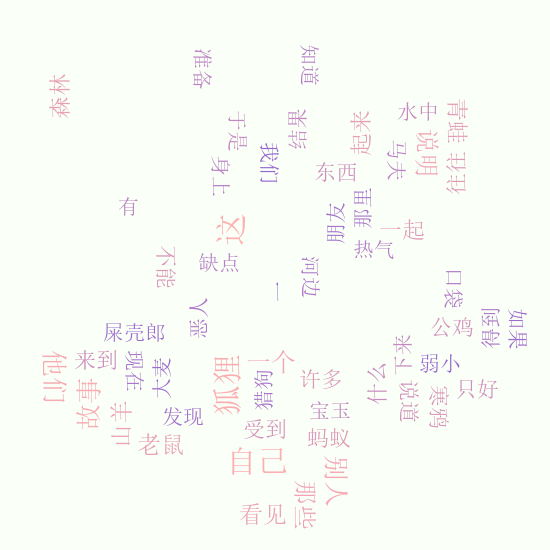 准备
知道
森林
于是
错误
起来
水中
青蛙
说明
往往
身上
我们
东西
马夫
有
这
朋友
那里
一起
热气
不能
缺点
一
河边
口袋
恶人
屎壳郎
公鸡
如果
他们
来到
现在
大麦
狐狸
一个
猎狗
许多
什么
下来
弱小
故事
羊
发现
宝玉
说道
寒鸦
只好
老鼠
受到
蚂蚁
自己
别人
看见
那些